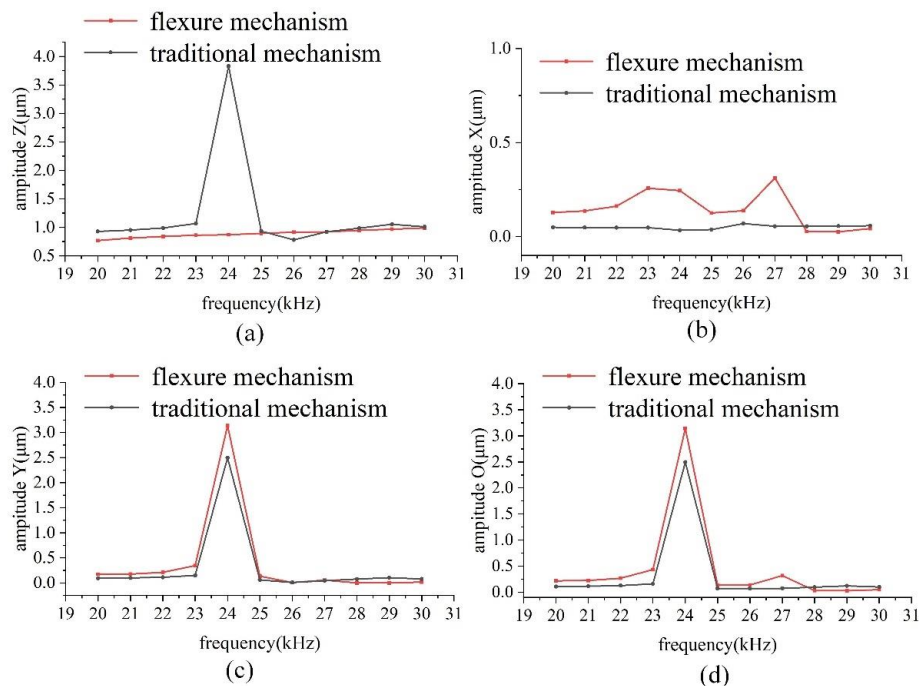 flexure mechanism
traditional mechanism
4.0
3.5
3.0
2.5
2.0
1.5
1.0
0.5
ampitude Z(μm)
19 20 21 22 23 24 25 26 27 28 29 30 31
frequency(kHz)
(a)
flexure mechanism
traditional mechanism
1.0
0.5
0.0
ampitude X(μm)
19 20 21 22 23 24 25 26 27 28 29 30 31
frequency(kHz)
(b)
flexure mechanism
traditional mechanism
4.0
3.5
3.0
2.5
2.0
1.5
1.0
0.5
0.0
ampitude Y(μm)
19 20 21 22 23 24 25 26 27 28 29 30 31
frequency(kHz)
(c)
flexure mechanism
traditional mechanism
4.0
3.5
3.0
2.5
2.0
1.5
1.0
0.5
0.0
ampitude O(μm)
19 20 21 22 23 24 25 26 27 28 29 30 31
frequency(kHz)
(d)